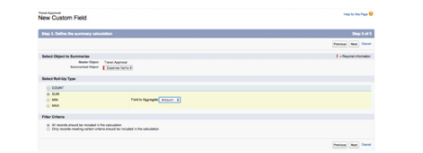 Travel Approval
New Custom Field
Help for this Page
Step 3. Define the summary calculation
Step 3 of 5
Previous Next Cancel
Select Object to Summarize
= Required Information
Master Object Travel Approval
Summarized Object Expense Items
Select Roll-Up Type
COUNT
SUM
MIN
MAX
Field to Aggregate Amount
Filter Criteria
All records should be included in the calculation
Only records meeting certain criteria should be included in the calculation
Previous Next Cancel